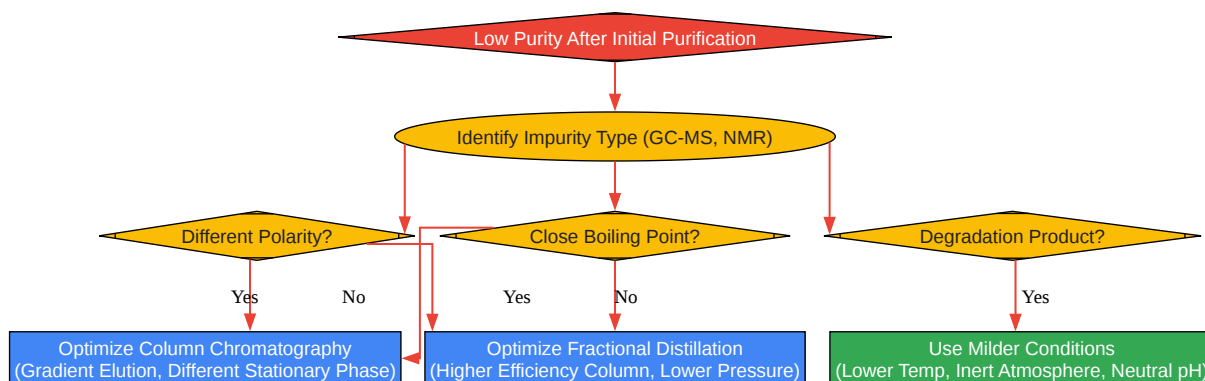 Low Purity After Initial Purification
Identify Impurity Type (GC-MS, NMR)
Different Polarity?
Close Boiling Point?
Degradation Product?
Yes
No
Yes
No
Yes
Optimize Column Chromatography
(Gradient Elution, Different Stationary Phase)
Optimize Fractional Distillation
(Higher Efficiency Column, Lower Pressure)
Use Milder Conditions
(Lower Temp, Inert Atmosphere, Neutral pH)